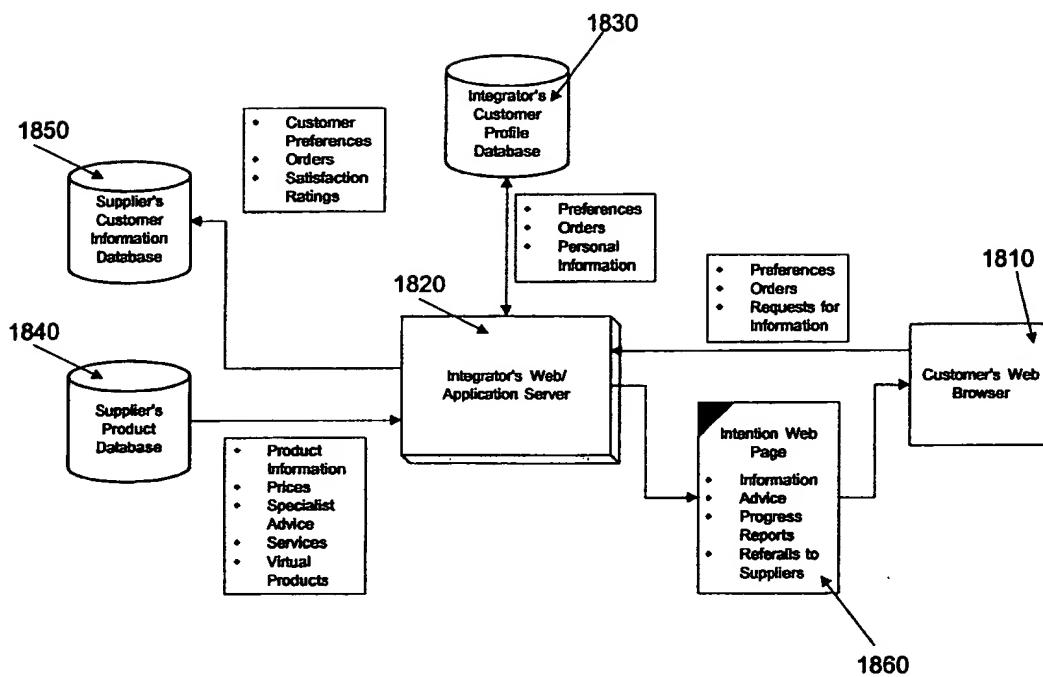 1830
Integrator's
Customer
Profile
Database
1850
Supplier's
Customer
Information
Database
• Customer
Preferences
• Orders
• Satisfaction
Ratings
• Preferences
• Orders
• Personal
Information
1820
Integrator's Web/
Application Server
• Preferences
• Orders
• Requests for
Information
1810
Customer's Web
Browser
1840
Supplier's
Product
Database
• Product
Information
• Prices
• Specialist
Advice
• Services
• Virtual
Products
Intention Web
Page
• Information
• Advice
• Progress
Reports
• Referalls to
Suppliers
1860